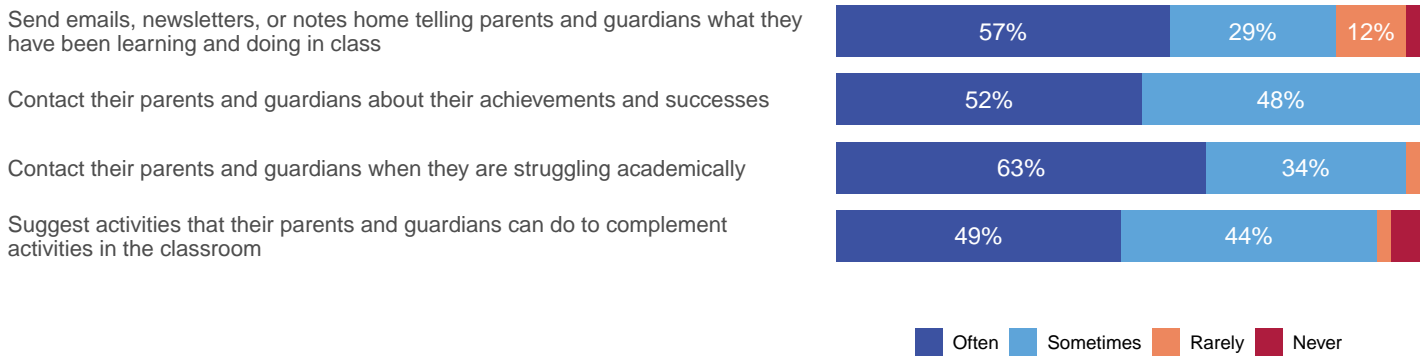 Send emails, newsletters, or notes home telling parents and guardians what they
have been learning and doing in class
57% 29% 12%
Contact their parents and guardians about their achievements and successes
52% 48%
Contact their parents and guardians when they are struggling academically
63% 34%
Suggest activities that their parents and guardians can do to complement
activities in the classroom
49% 44%
Often Sometimes Rarely Never